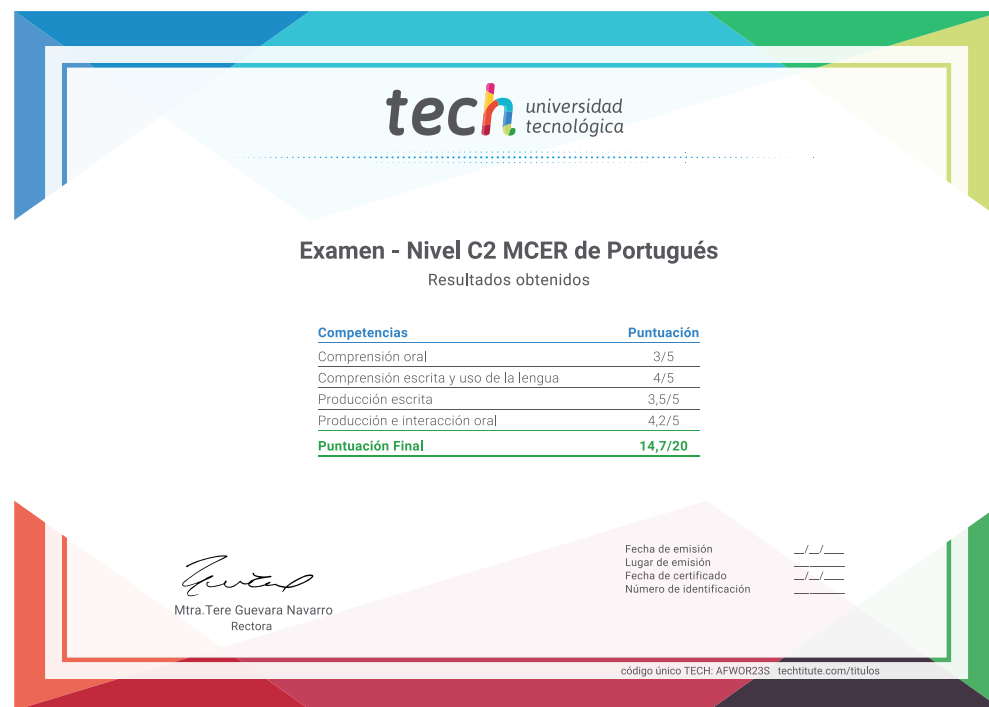 tech universidad
tecnológica
Examen - Nivel C2 MCER de Portugués
Resultados obtenidos
Competencias Puntuación
Comprensión oral 3/5
Comprensión escrita y uso de la lengua 4/5
Producción escrita 3,5/5
Producción e interacción oral 4,2/5
Puntuación Final 14,7/20
Fecha de emisión __/__/____
Lugar de emisión _________
Fecha de certificado __/__/____
Número de identificación _________
Mtra.Tere Guevara Navarro
Rectora
código único TECH: AFWOR23S techtitute.com/titulos